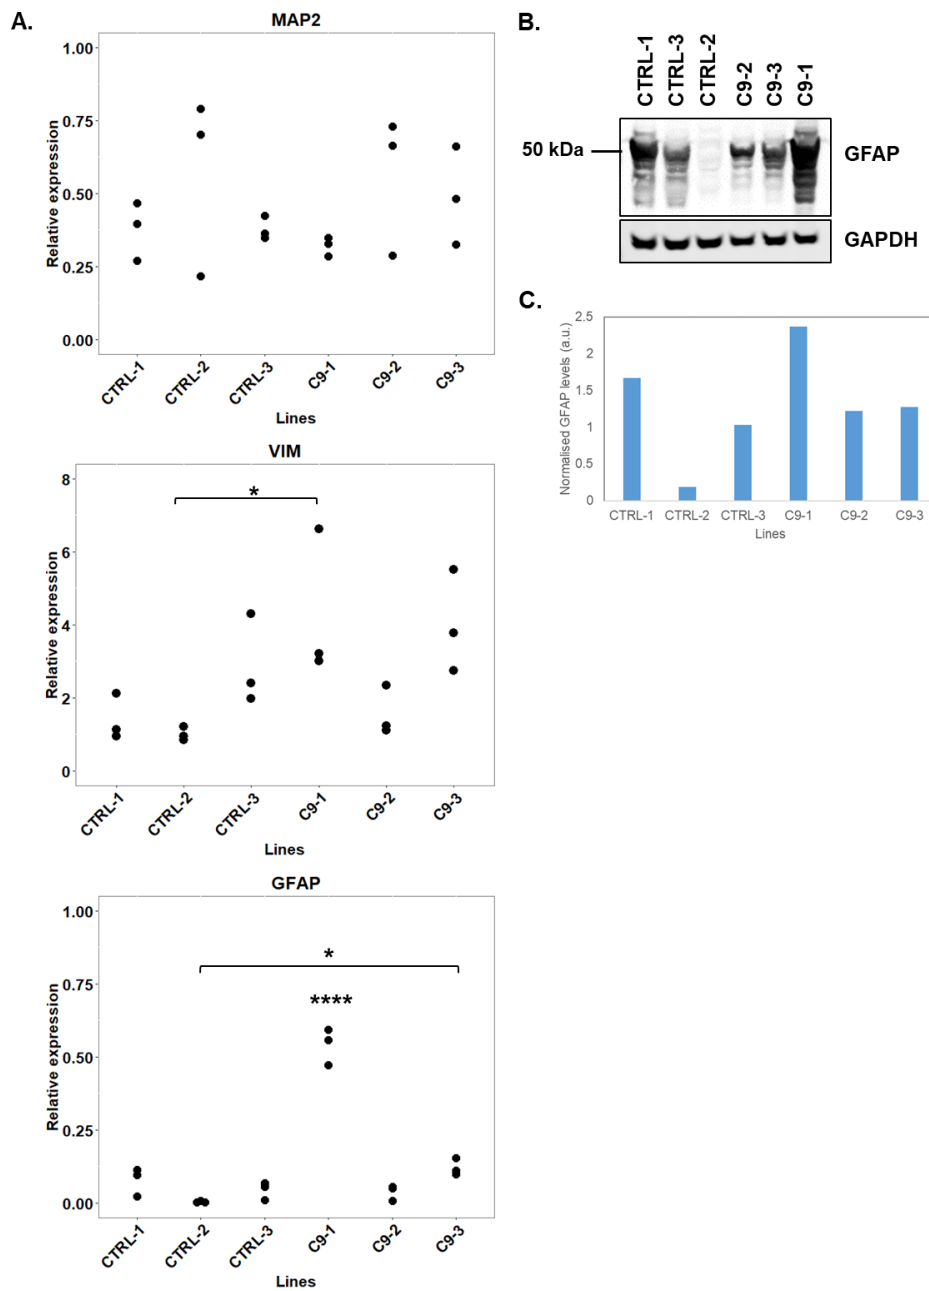 A.
MAP2
1.00
0.75
0.50
0.25
0.00
Relative expression
CTRL-1
CTRL-2
CTRL-3
C9-1
C9-2
C9-3
Lines
VIM
8
6
4
2
0
Relative expression
*
CTRL-1
CTRL-2
CTRL-3
C9-1
C9-2
C9-3
Lines
GFAP
1.00
0.75
0.50
0.25
0.00
Relative expression
*
****
CTRL-1
CTRL-2
CTRL-3
C9-1
C9-2
C9-3
Lines
B.
CTRL-1
CTRL-3
CTRL-2
C9-2
C9-3
C9-1
50 kDa
GFAP
GAPDH
C.
2.5
2
1.5
1
0.5
0
Normalised GFAP levels (a.u.)
CTRL-1
CTRL-2
CTRL-3
C9-1
C9-2
C9-3
Lines